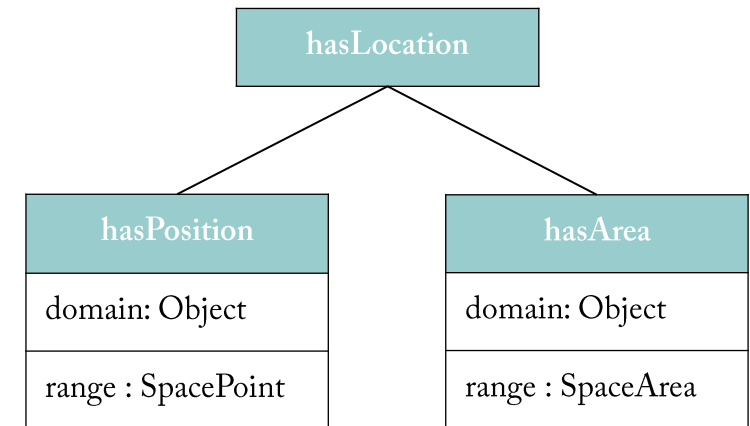 hasLocation
hasPosition
domain: Object
range : SpacePoint
hasArea
domain: Object
range : SpaceArea